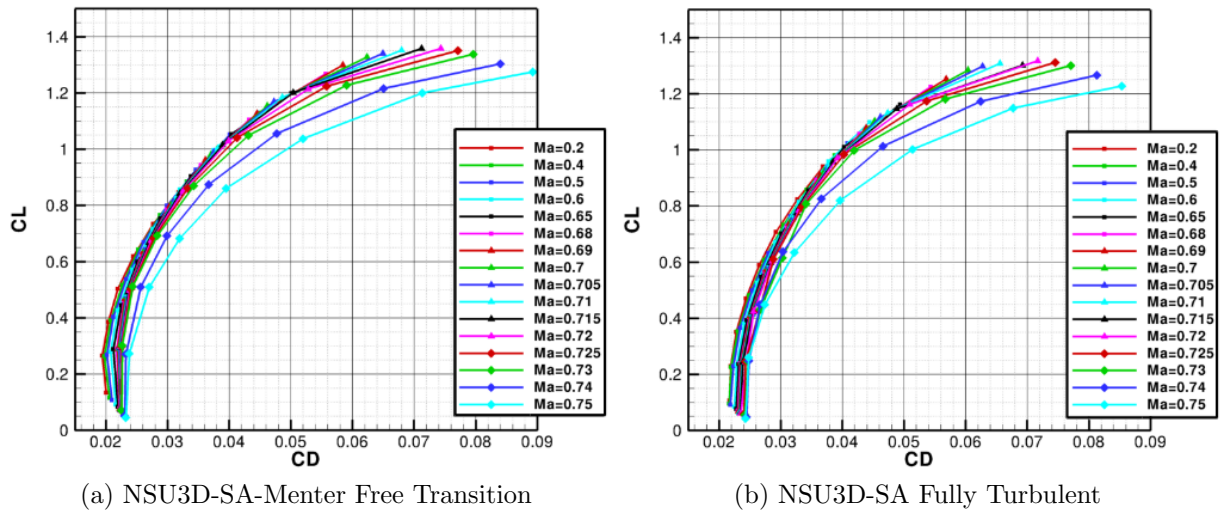 1.4
1.2
1
0.8
0.6
0.4
0.2
0
CL
0.02 0.03 0.04 0.05 0.06 0.07 0.08 0.09
CD
Ma=0.2
Ma=0.4
Ma=0.5
Ma=0.6
Ma=0.65
Ma=0.68
Ma=0.69
Ma=0.7
Ma=0.705
Ma=0.71
Ma=0.715
Ma=0.72
Ma=0.725
Ma=0.73
Ma=0.74
Ma=0.75
(a) NSU3D-SA-Menter Free Transition
1.4
1.2
1
0.8
0.6
0.4
0.2
0
CL
0.02 0.03 0.04 0.05 0.06 0.07 0.08 0.09
CD
Ma=0.2
Ma=0.4
Ma=0.5
Ma=0.6
Ma=0.65
Ma=0.68
Ma=0.69
Ma=0.7
Ma=0.705
Ma=0.71
Ma=0.715
Ma=0.72
Ma=0.725
Ma=0.73
Ma=0.74
Ma=0.75
(b) NSU3D-SA Fully Turbulent